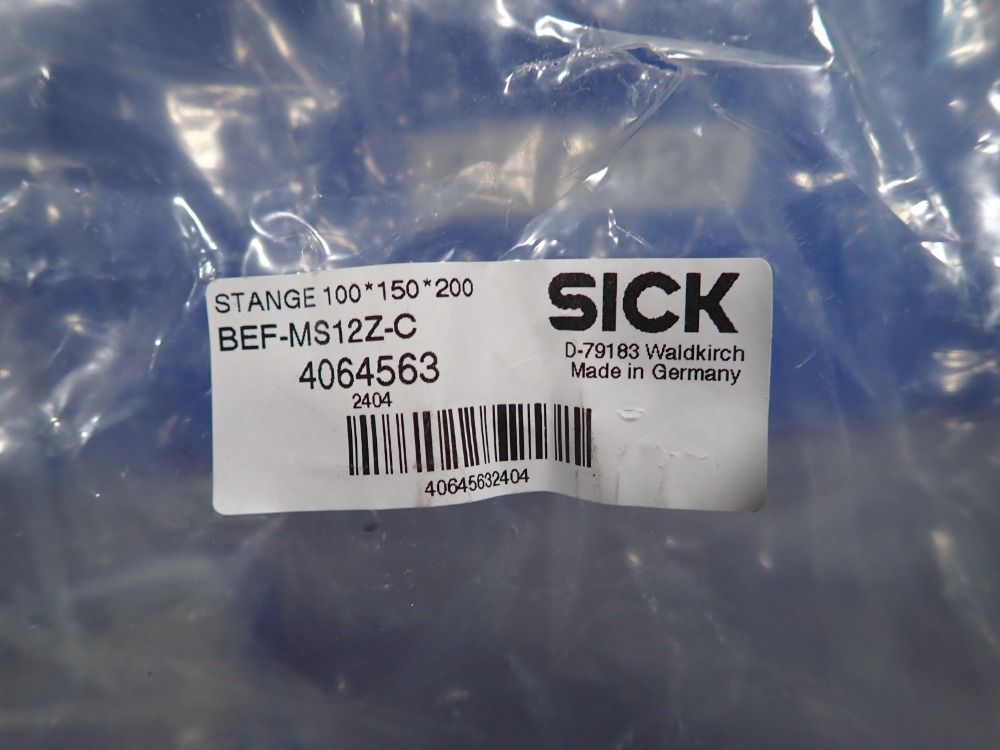 STANGE 100*150*200
BEF-MS12Z-C
4064563
2404
40645632404
SICK
D-79183 Waldkirch
Made in Germany